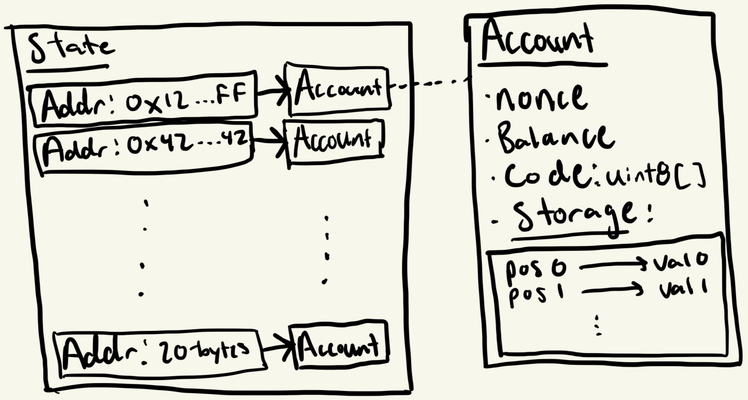 State
Addr: 0x12...FF
Account
Addr: 0x42...42
Account
Addr: 20-bytes
Account
Account
· nonce
· Balance
· Code: uint8[]
- Storage:
pos 0 → val 0
pos 1 → val 1